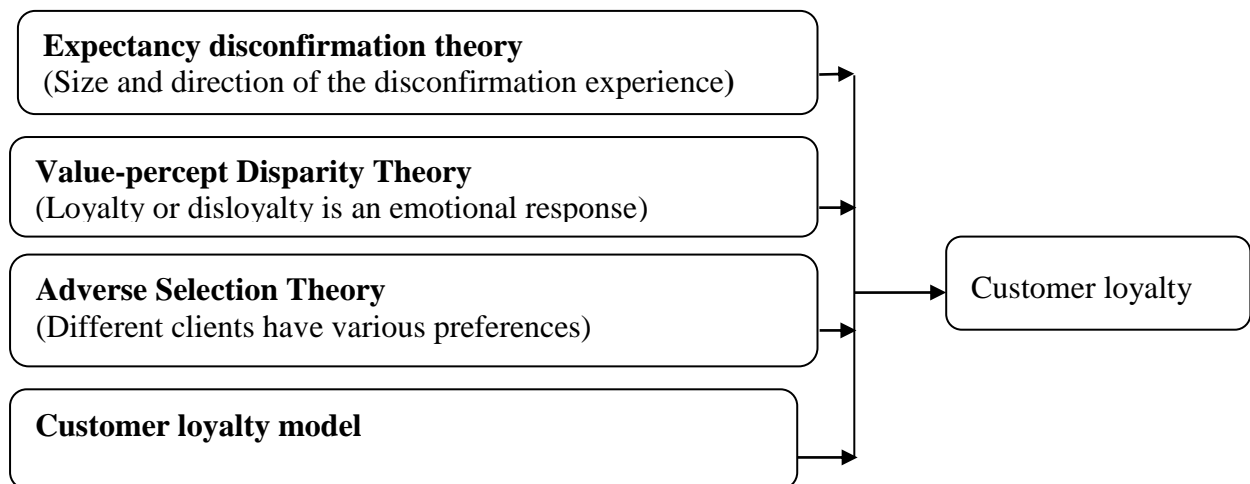 Expectancy disconfirmation theory
(Size and direction of the disconfirmation experience)
Value-percept Disparity Theory
(Loyalty or disloyalty is an emotional response)
Adverse Selection Theory
(Different clients have various preferences)
Customer loyalty
Customer loyalty model